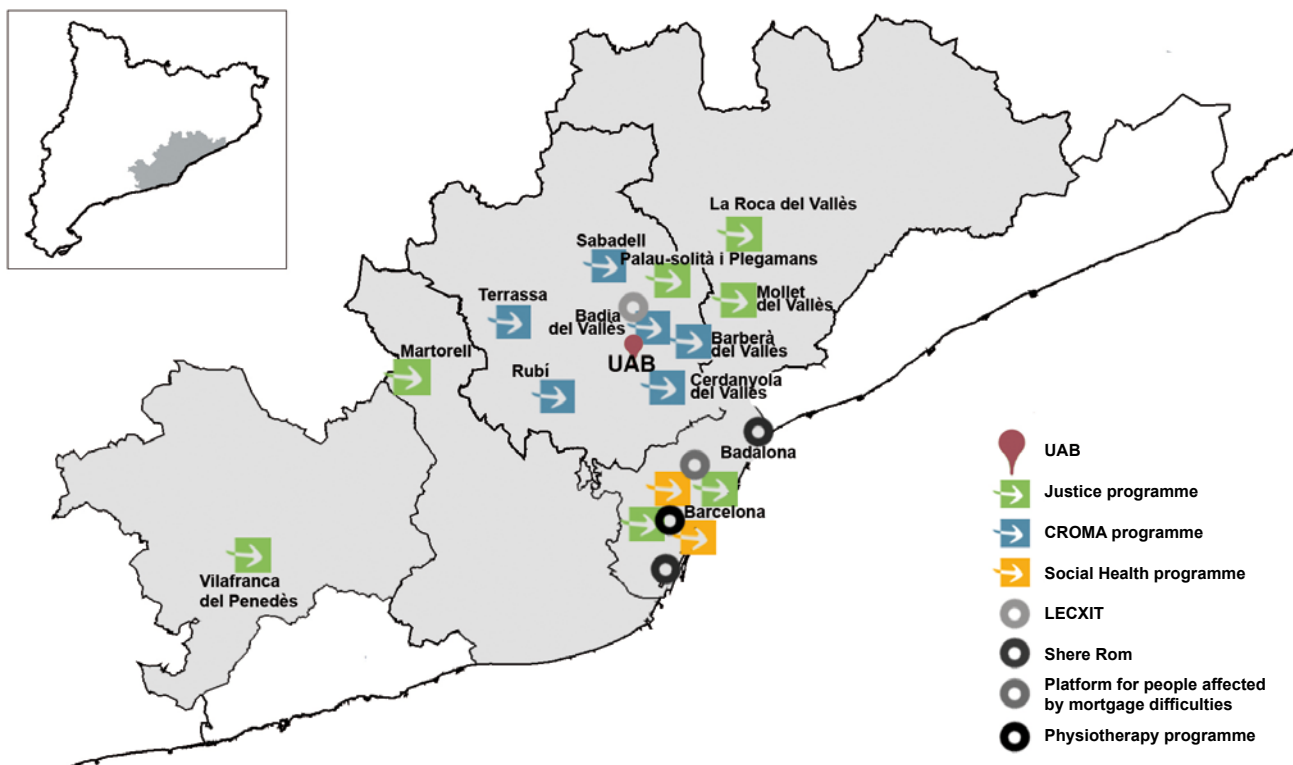 La Roca del Vallès
Sabadell
Palau-solità i Plegamans
Terrassa
Mollet
del Vallès
Badia
del Vallès
Barberà
del Vallès
Martorell
UAB
Rubí
Cerdanyola
del Vallès
Badalona
Barcelona
Vilafranca
del Penedès
UAB
Justice programme
CROMA programme
Social Health programme
LECXIT
Shere Rom
Platform for people affected
by mortgage difficulties
Physiotherapy programme